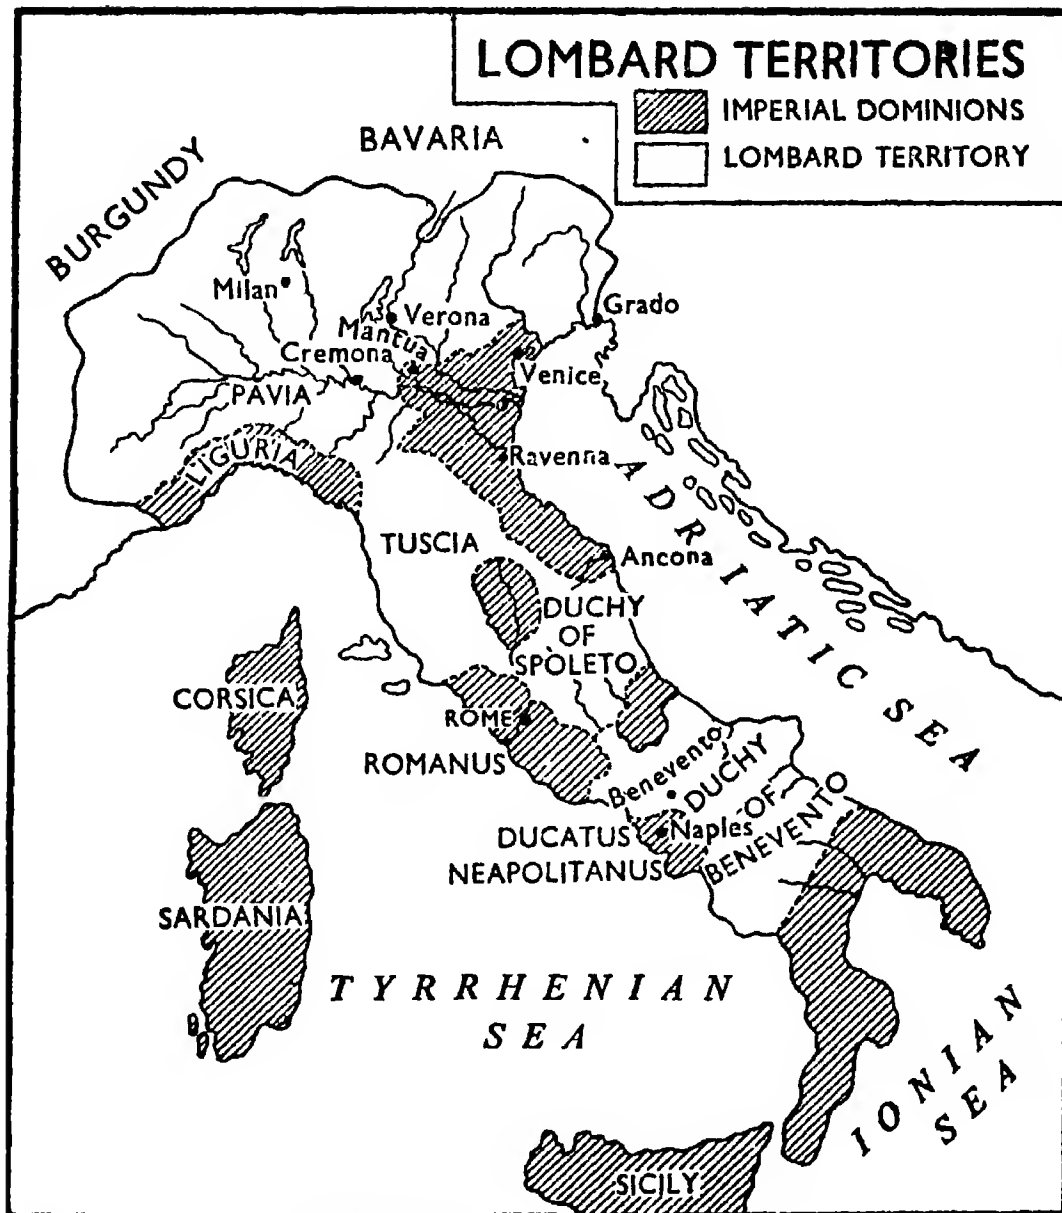 LOMBARD TERRITORIES
IMPERIAL DOMINIONS
LOMBARD TERRITORY
BAVARIA
BURGUNDY
Milan
Verona
Grado
Mantua
Cremona
Venice
PAVIA
LIGURIA
Ravenna
ADRIATIC SEA
TUSCIA
Ancona
DUCHY
OF
SPOLETO
CORSICA
ROME
ROMANUS
Benevento
DUCHY
OF
BENEVENTO
DUCATUS
NEAPOLITANUS
Naples
SARDANIA
TYRRHENIAN
SEA
IONIAN
SEA
SICILY